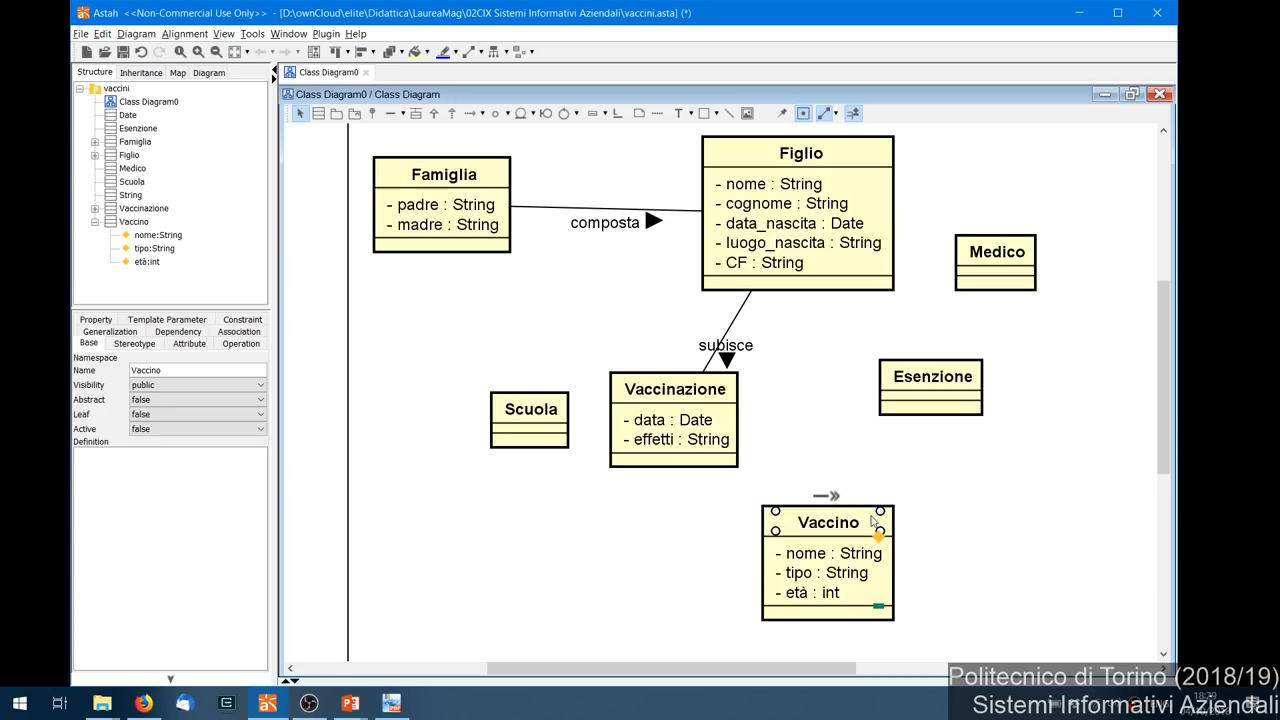 Astah <<Non-Commercial Use Only>> - [D:\ownCloud\elite\Didattica\LaureaMag\02CIX Sistemi Informativi Aziendali\vaccini.asta] (*)
File Edit Diagram Alignment View Tools Window Plugin Help
Structure Inheritance Map Diagram
Class Diagram0
Class Diagram0 / Class Diagram
vaccini
Class Diagram0
Date
Esenzione
Famiglia
Figlio
Medico
Scuola
String
Vaccinazione
Vaccino
nome:String
tipo:String
età:int
Property Template Parameter Constraint
Generalization Dependency Association
Base Stereotype Attribute Operation
Namespace
Name Vaccino
Visibility public
Abstract false
Leaf false
Active false
Definition
Famiglia
- padre : String
- madre : String
composta
Figlio
- nome : String
- cognome : String
- data_nascita : Date
- luogo_nascita : String
- CF : String
Medico
subisce
Vaccinazione
- data : Date
- effetti : String
Scuola
Esenzione
Vaccino
- nome : String
- tipo : String
- età : int
Politecnico di Torino (2018/19)
Sistemi Informativi Aziendali
18:29